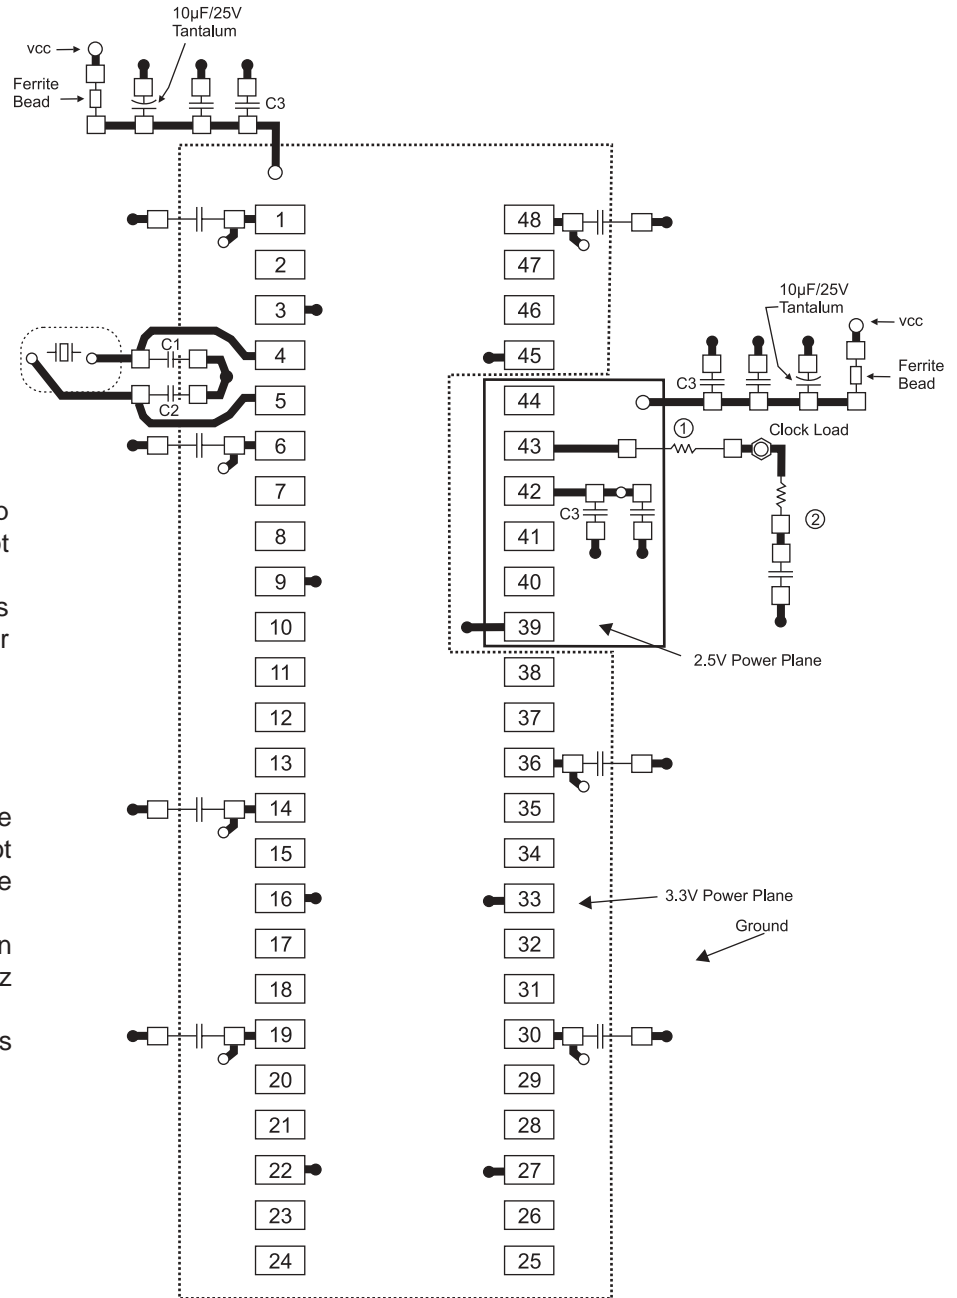 10µF/25V
Tantalum
vcc
Ferrite
Bead
C3
1
48
2
47
3
46
10µF/25V
Tantalum
vcc
4
45
C1
C3
Ferrite
Bead
5
44
C2
Clock Load
6
43
1
7
42
o
C3
2
8
41
ot
9
40
s
10
39
r
2.5V Power Plane
11
38
12
37
13
36
14
35
e
15
34
ot
e
16
33
3.3V Power Plane
Ground
17
32
n
18
31
z
19
30
s
20
29
21
28
22
27
23
26
24
25